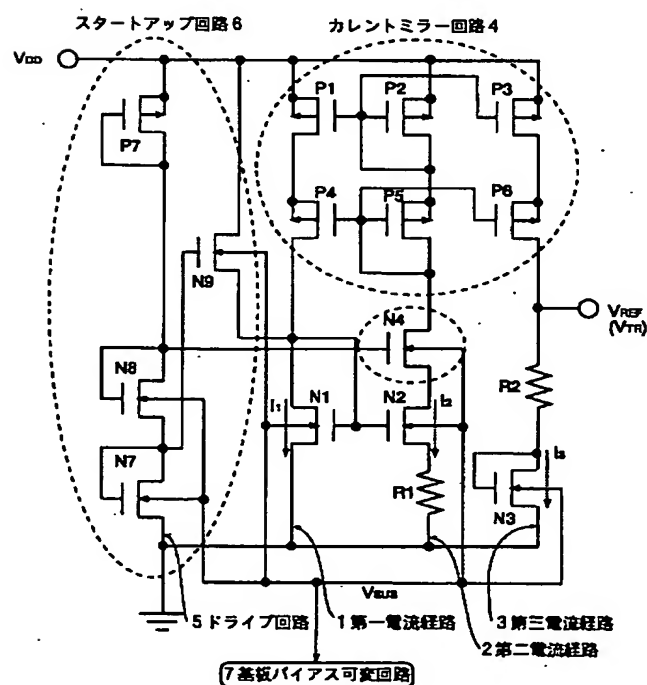 スタートアップ回路6
カレントミラー回路4
VDD
P1
P2
P3
P7
P4
P5
P6
N9
N4
VREF
(VTR)
N8
R2
I1
N1
N2
I2
N7
R1
I3
N3
VSUB
5ドライブ回路
1第一電流経路
3第三電流経路
2第二電流経路
7基板バイアス可変回路